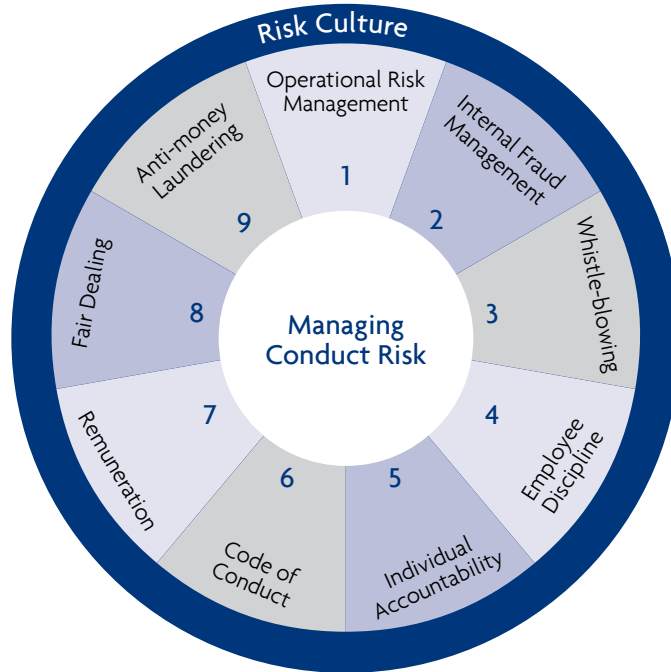 Risk Culture
Operational Risk
Management
1
Internal Fraud
Management
2
Whistle-blowing
3
Employee
Discipline
4
Individual
Accountability
5
Code of
Conduct
6
Remuneration
7
Fair Dealing
8
Anti-money
Laundering
9
Managing
Conduct Risk